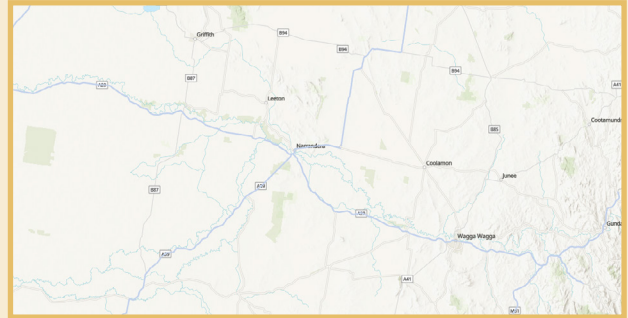 Griffith
B94
B94
B94
B87
A20
A41
Leeton
Cootamund
B85
Narrandera
Coolamon
Junee
B87
A39
A20
Gunda
Wagga Wagga
A39
A41
M31